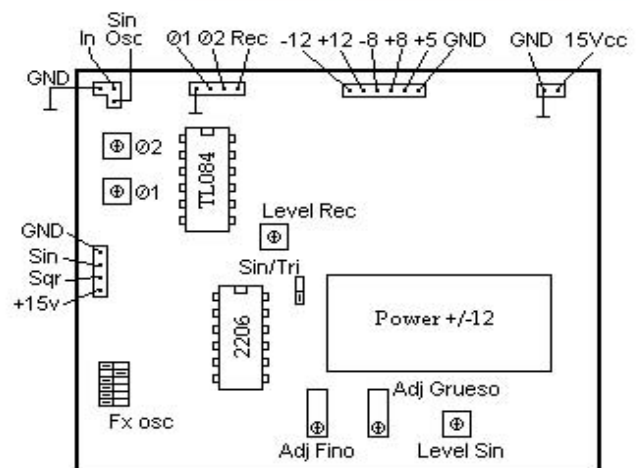 Sin
In Osc
Ø1 Ø2 Rec
-12 +12 -8 +8 +5 GND
GND 15Vcc
GND
Ø2
Ø1
TL084
Level Rec
GND
Sin
Sqr
+15v
Sin/Tri
2206
Power +/-12
Fx osc
Adj Grueso
Adj Fino
Level Sin